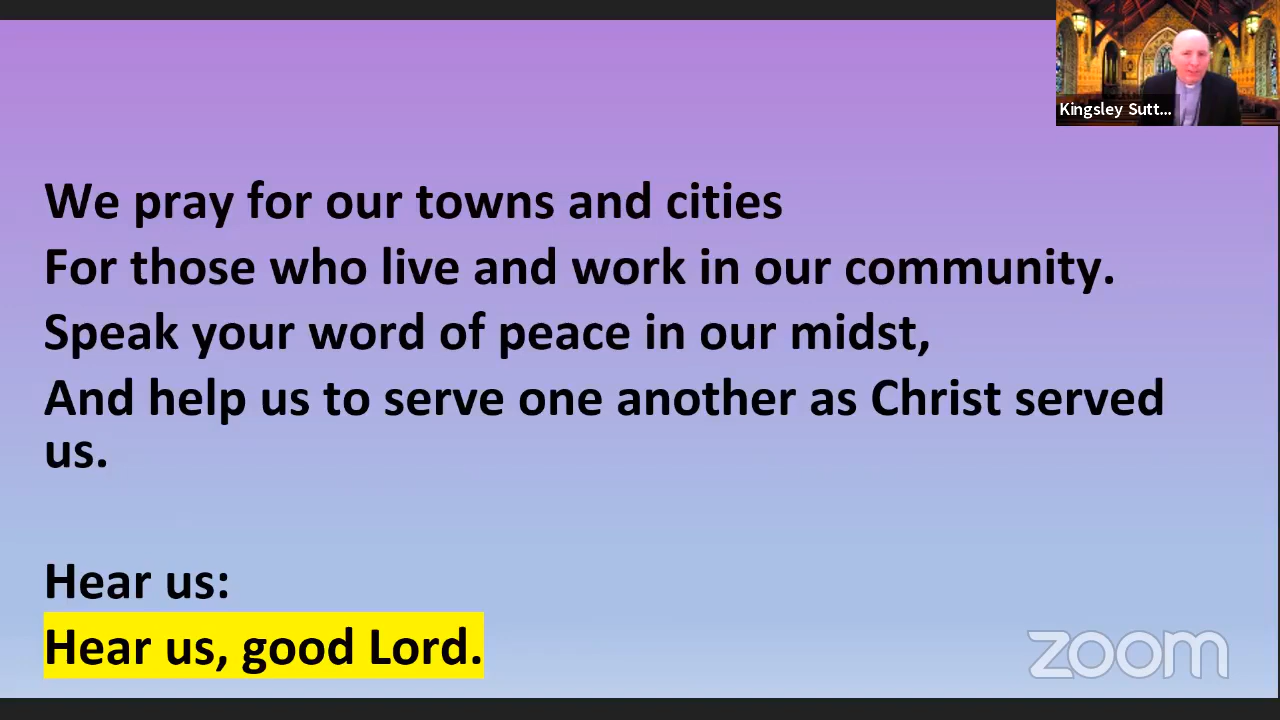 Kingsley Sutt...
We pray for our towns and cities
For those who live and work in our community.
Speak your word of peace in our midst,
And help us to serve one another as Christ served
us.
Hear us:
Hear us, good Lord.
zoom